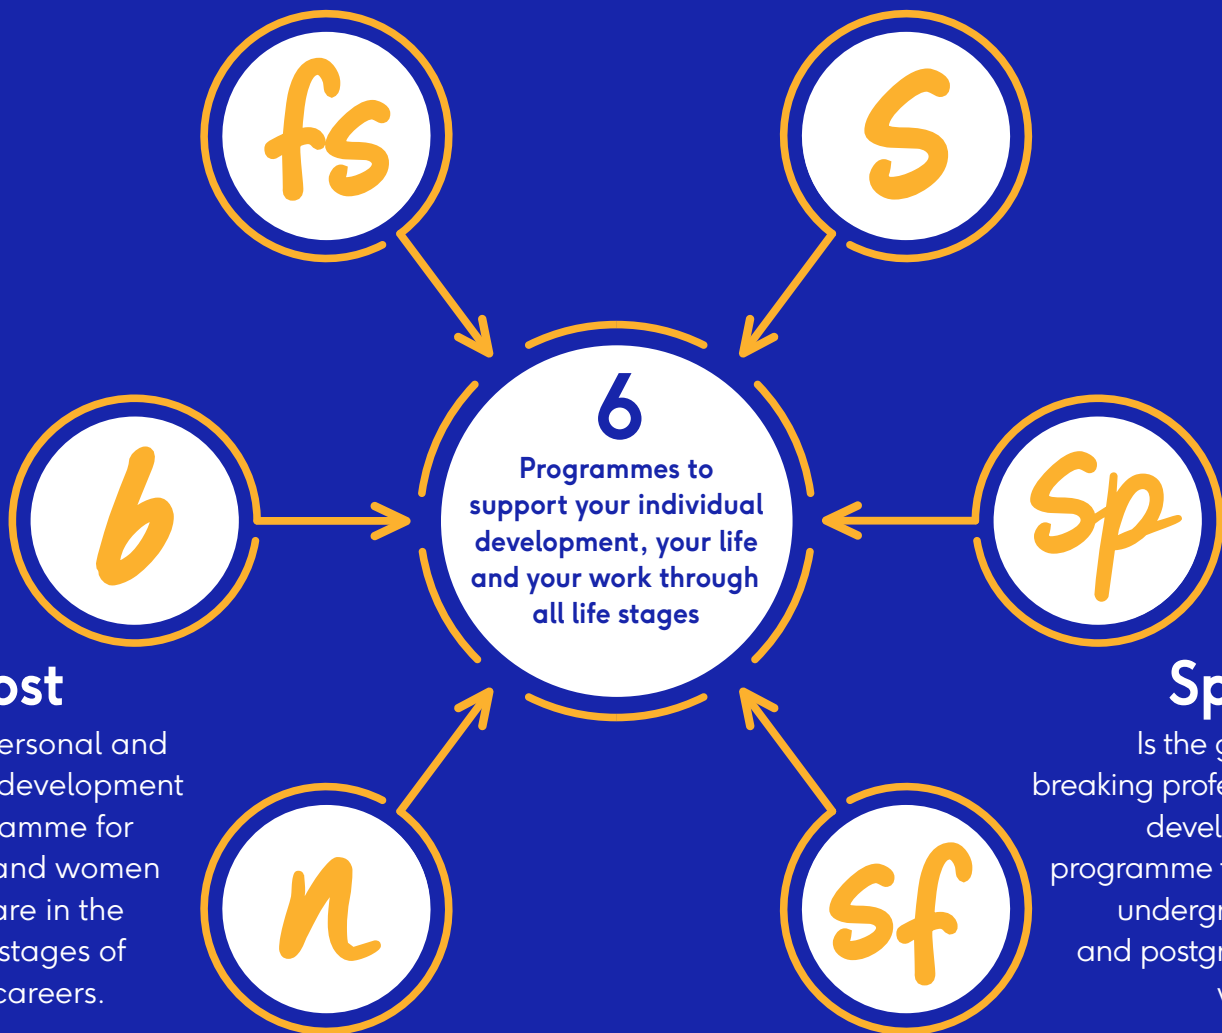 fs
S
6
Programmes to
support your individual
development, your life
and your work through
all life stages
b
sp
ost
ersonal and
development
amme for
and women
are in the
stages of
careers.
Sp
Is the g
breaking profe
devel
programme
undergr
and postgr
n
sf